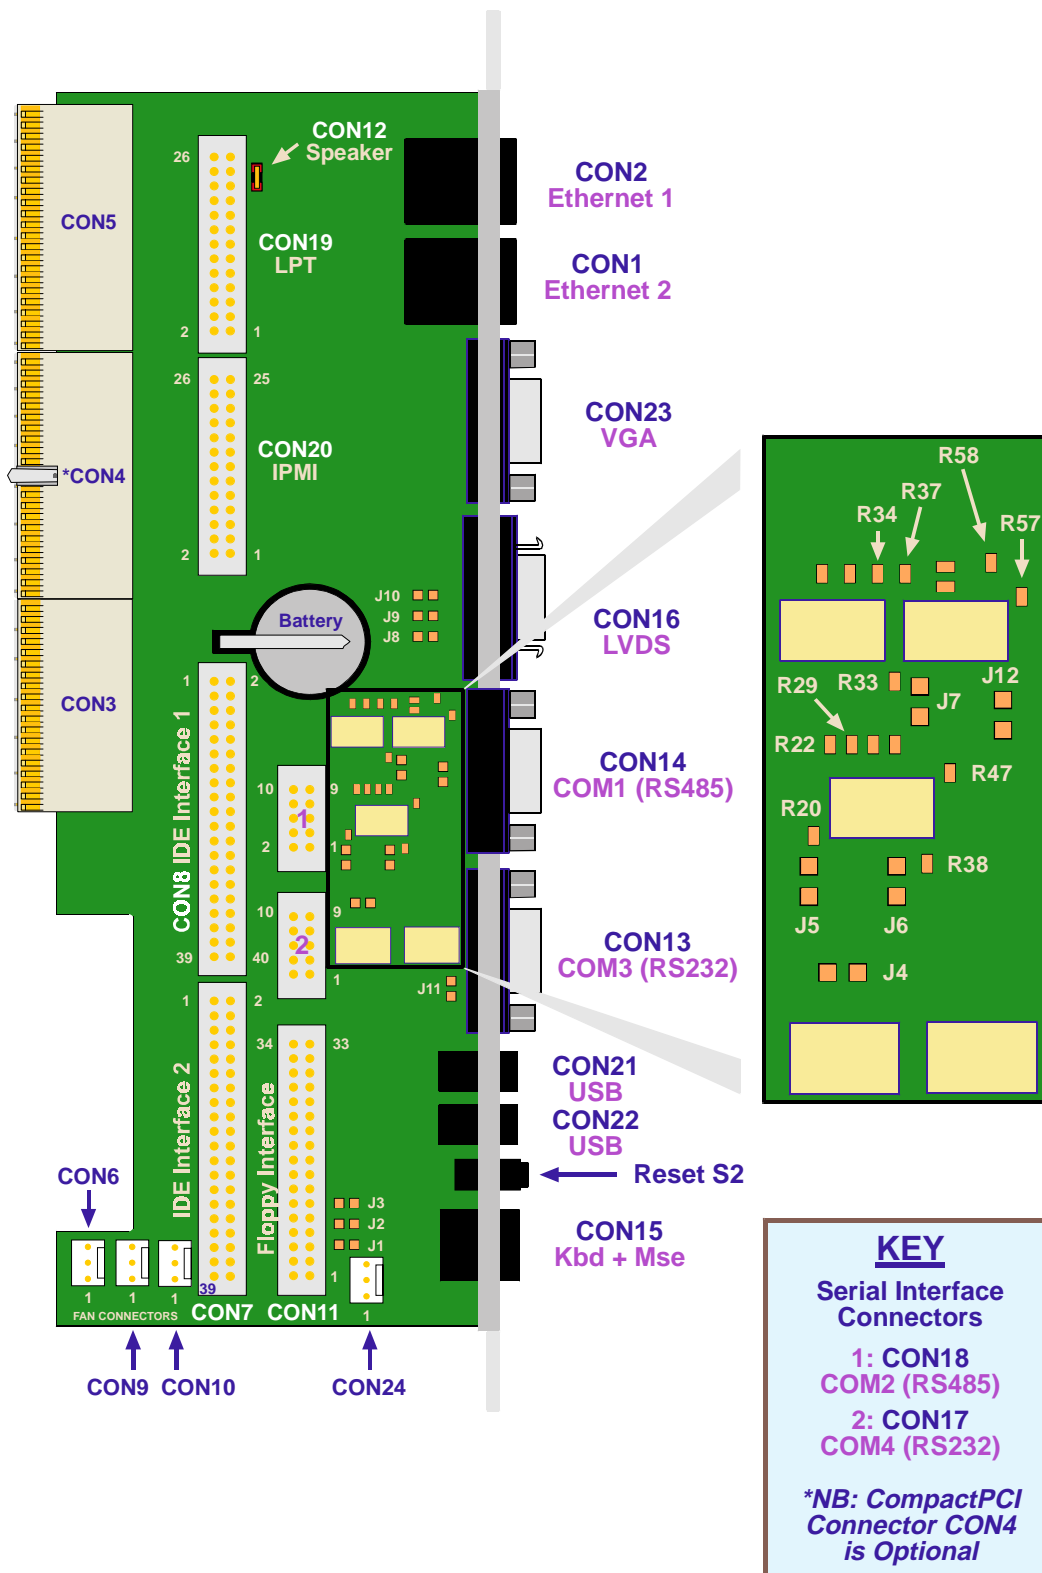 CON12
Speaker
26
CON5
CON19
LPT
2
1
CON2
Ethernet 1
CON1
Ethernet 2
26
25
*CON4
CON20
IPMI
2
1
CON23
VGA
J10
J9
J8
Battery
CON16
LVDS
CON3
1
2
CON8 IDE Interface 1
39
40
10
9
1
2
1
10
9
2
1
J11
CON14
COM1 (RS485)
CON13
COM3 (RS232)
1
2
IDE Interface 2
39
CON7
34
33
Floppy Interface
1
CON11
CON21
USB
CON22
USB
Reset S2
J3
J2
J1
CON15
Kbd + Mse
CON6
1
1
1
FAN CONNECTORS
1
CON9
CON10
CON24
R58
R37
R34
R57
R33
J12
J7
R29
R22
R47
R20
R38
J5
J6
J4
KEY
Serial Interface
Connectors
1: CON18
COM2 (RS485)
2: CON17
COM4 (RS232)
*NB: CompactPCI
Connector CON4
is Optional